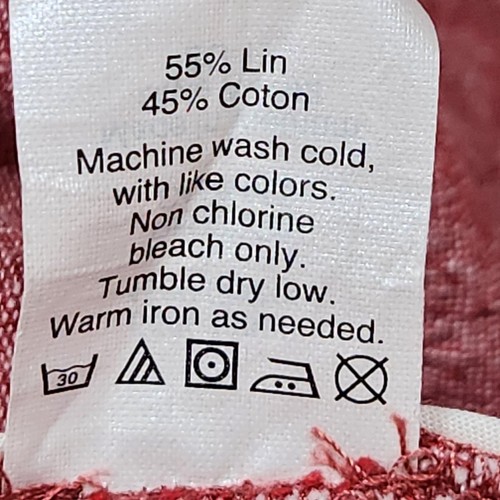 55% Lin
45% Coton
Machine wash cold,
with like colors.
Non chlorine
bleach only.
Tumble dry low.
Warm iron as needed.
30